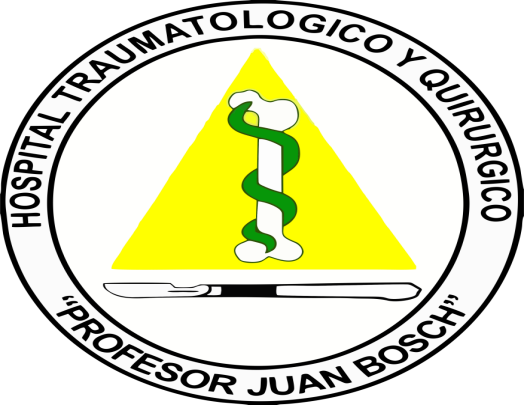 HOSPITAL TRAUMATOLOGICO Y QUIRURGICO
“PROFESOR JUAN BOSCH”